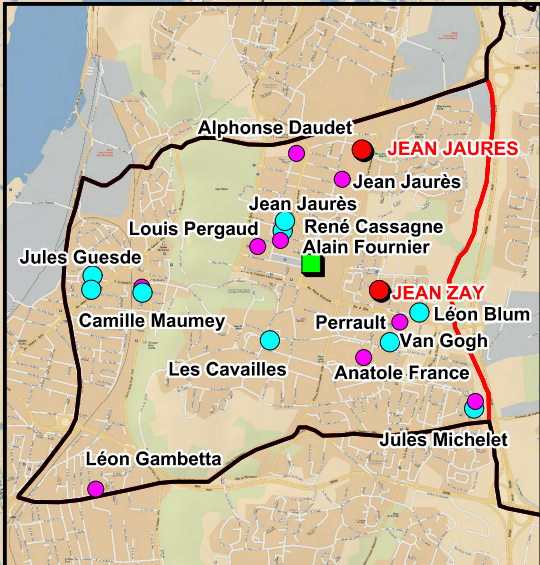 Alphonse Daudet
JEAN JAURES
Jean Jaurès
Jean Jaurès
Louis Pergaud
René Cassagne
Alain Fournier
Jules Guesde
JEAN ZAY
Léon Blum
Camille Maumey
Perrault
Van Gogh
Les Cavailles
Anatole France
Jules Michelet
Léon Gambetta